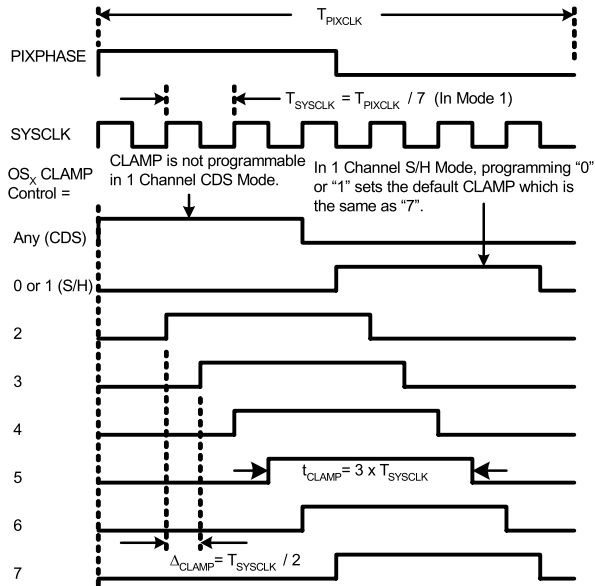 T_PIXCLK
PIXPHASE
T_SYSCLK = T_PIXCLK / 7 (In Mode 1)
SYSCLK
OS_X CLAMP
Control =
CLAMP is not programmable
in 1 Channel CDS Mode.
In 1 Channel S/H Mode, programming “0”
or “1” sets the default CLAMP which is
the same as “7”.
Any (CDS)
0 or 1 (S/H)
2
3
4
5
t_CLAMP= 3 x T_SYSCLK
6
Δ_CLAMP= T_SYSCLK / 2
7